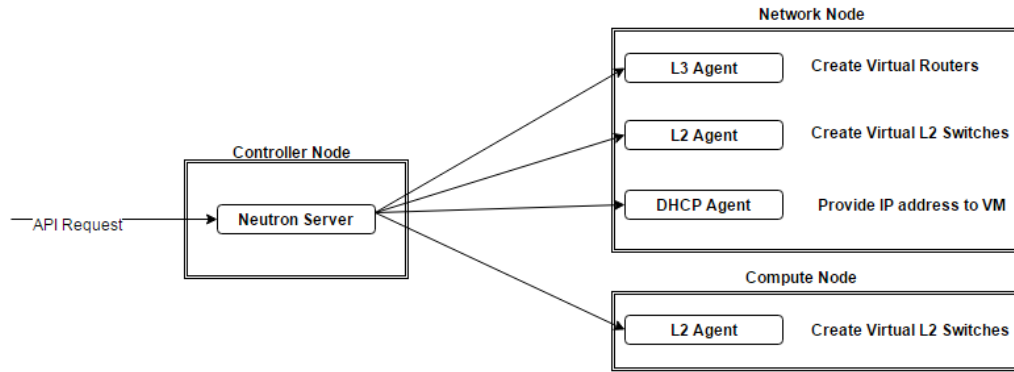 Network Node
L3 Agent Create Virtual Routers
L2 Agent Create Virtual L2 Switches
Controller Node
Neutron Server
API Request
DHCP Agent Provide IP address to VM
Compute Node
L2 Agent Create Virtual L2 Switches